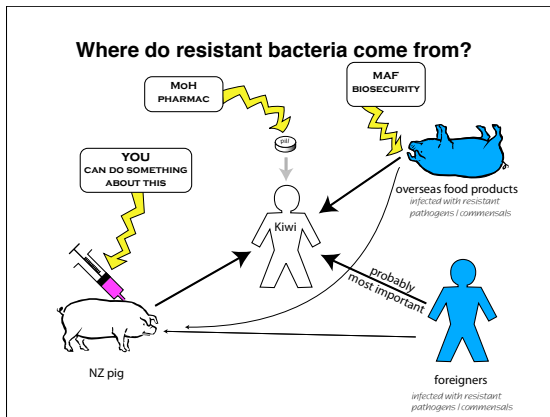 Where do resistant bacteria come from?
MOH
PHARMAC
MAF
BIOSECURITY
pill
YOU
CAN DO SOMETHING
ABOUT THIS
overseas food products
infected with resistant
pathogens / commensals
Kiwi
probably
most important
NZ pig
foreigners
infected with resistant
pathogens / commensals